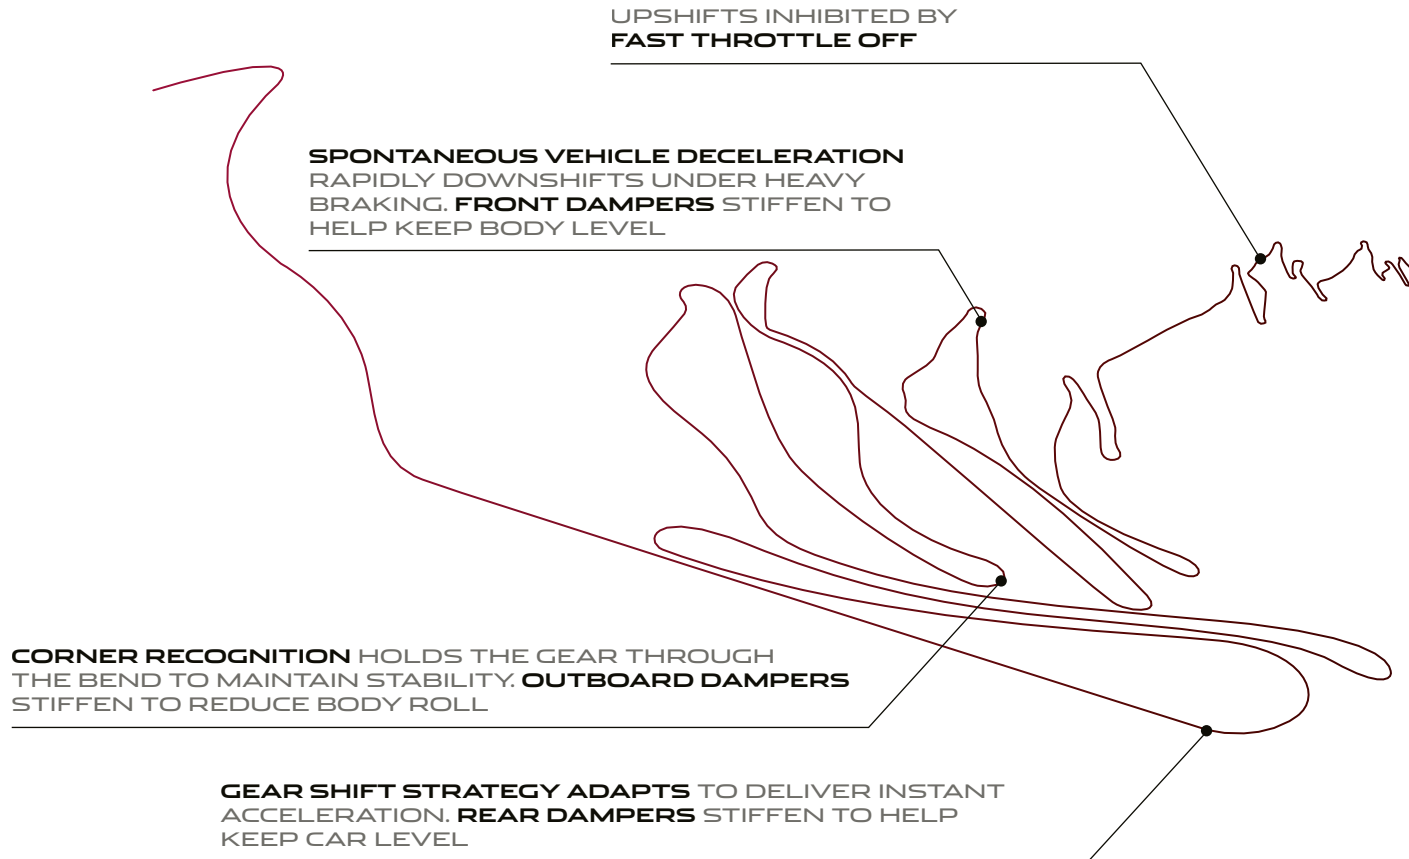 UPSHIFTS INHIBITED BY
FAST THROTTLE OFF
SPONTANEOUS VEHICLE DECELERATION
RAPIDLY DOWNSHIFTS UNDER HEAVY
BRAKING. FRONT DAMPERS STIFFEN TO
HELP KEEP BODY LEVEL
CORNER RECOGNITION HOLDS THE GEAR THROUGH
THE BEND TO MAINTAIN STABILITY. OUTBOARD DAMPERS
STIFFEN TO REDUCE BODY ROLL
GEAR SHIFT STRATEGY ADAPTS TO DELIVER INSTANT
ACCELERATION. REAR DAMPERS STIFFEN TO HELP
KEEP CAR LEVEL